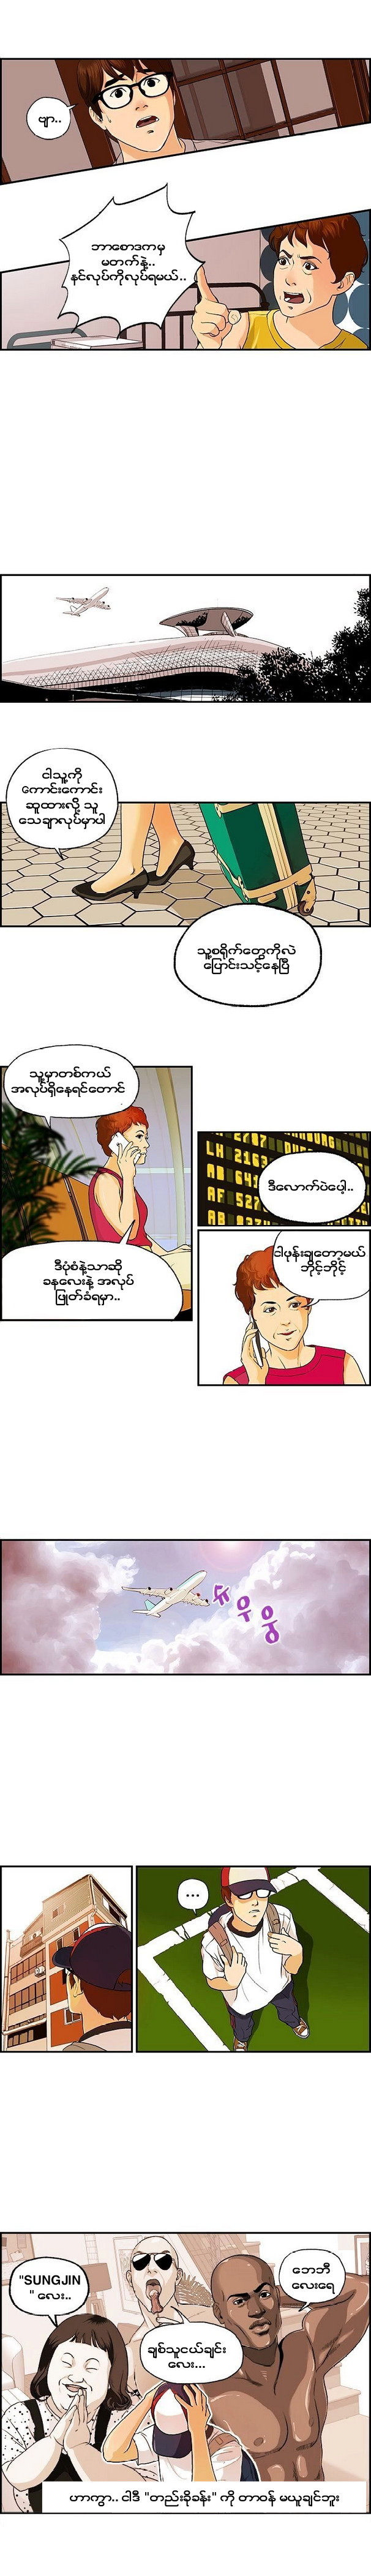 ဗျာ..
ဘာစောဒကမှ
မတက်နဲ့..
နင်လုပ်ကိုလုပ်ရမယ်..
ငါသူ့ကို
ကောင်းကောင်း
ဆူထားလို့ သူ
သေချာလုပ်မှာပါ
သူ့စရိုက်တွေကိုလဲ
ပြောင်းသင့်နေပြီ
သူ့မှာတစ်ကယ်
အလုပ်ရှိနေရင်တောင်
ဒီပုံစံနဲ့သာဆို
ခနလေးနဲ့ အလုပ်
ဖြုတ်ခံရမှာ..
ဒီလောက်ပဲပေါ့..
ငါဖုန်းချတော့မယ်
ဘိုင့်ဘိုင့်
슈우웅
...
"SUNGJIN
" လေး..
ဘေဘီ
လေးရေ
ချစ်သူငယ်ချင်း
လေး...
ဟာကွာ.. ငါဒီ "တည်းခိုခန်း" ကို တာဝန် မယူချင်ဘူး